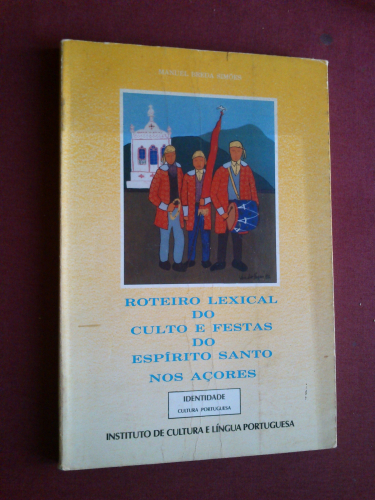 ROTEIRO LEXICAL
DO
CULTO E FESTAS
DO
ESPÍRITO SANTO
NOS AÇORES
IDENTIDADE
CULTURA PORTUGUESA
INSTITUTO DE CULTURA E LÍNGUA PORTUGUESA